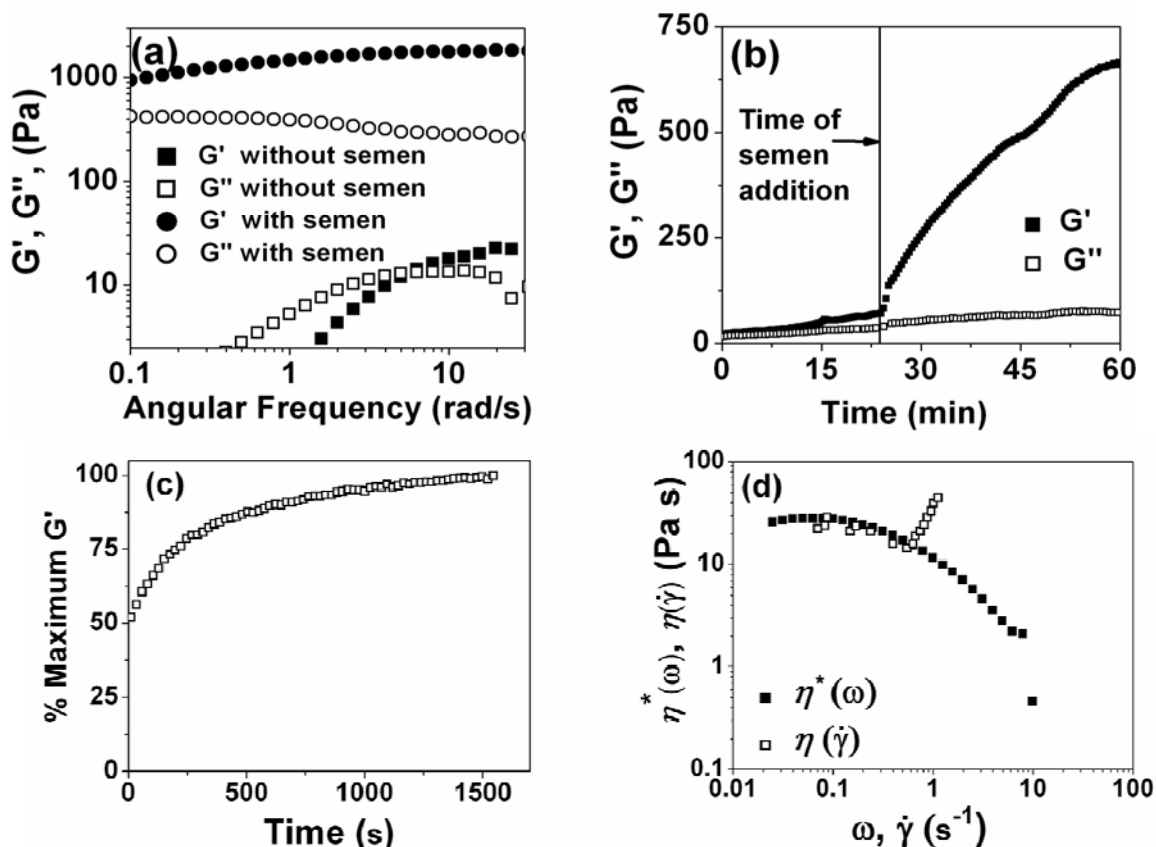 (a)
G', G'', (Pa)
1000
100
10
G' without semen
G'' without semen
G' with semen
G'' with semen
0.1 1 10
Angular Frequency (rad/s)
(b)
G', G'' (Pa)
750
500
250
0
Time of
semen
addition
G'
G''
0 15 30 45 60
Time (min)
(c)
% Maximum G'
100
75
50
25
0
0 500 1000 1500
Time (s)
(d)
η*(ω), η(γ̇) (Pa s)
100
10
1
0.1
η*(ω)
η(γ̇)
0.01 0.1 1 10 100
ω, γ̇ (s⁻¹)